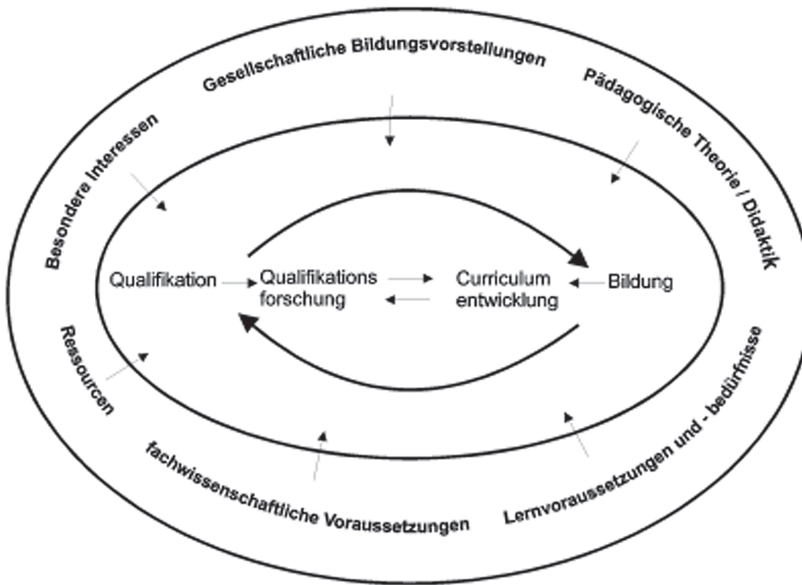 Gesellschaftliche Bildungsvorstellungen
Pädagogische Theorie / Didaktik
Besondere Interessen
Qualifikation
Qualifikations
forschung
Curriculum
entwicklung
Bildung
Ressourcen
fachwissenschaftliche Voraussetzungen
Lernvoraussetzungen und - bedürfnisse